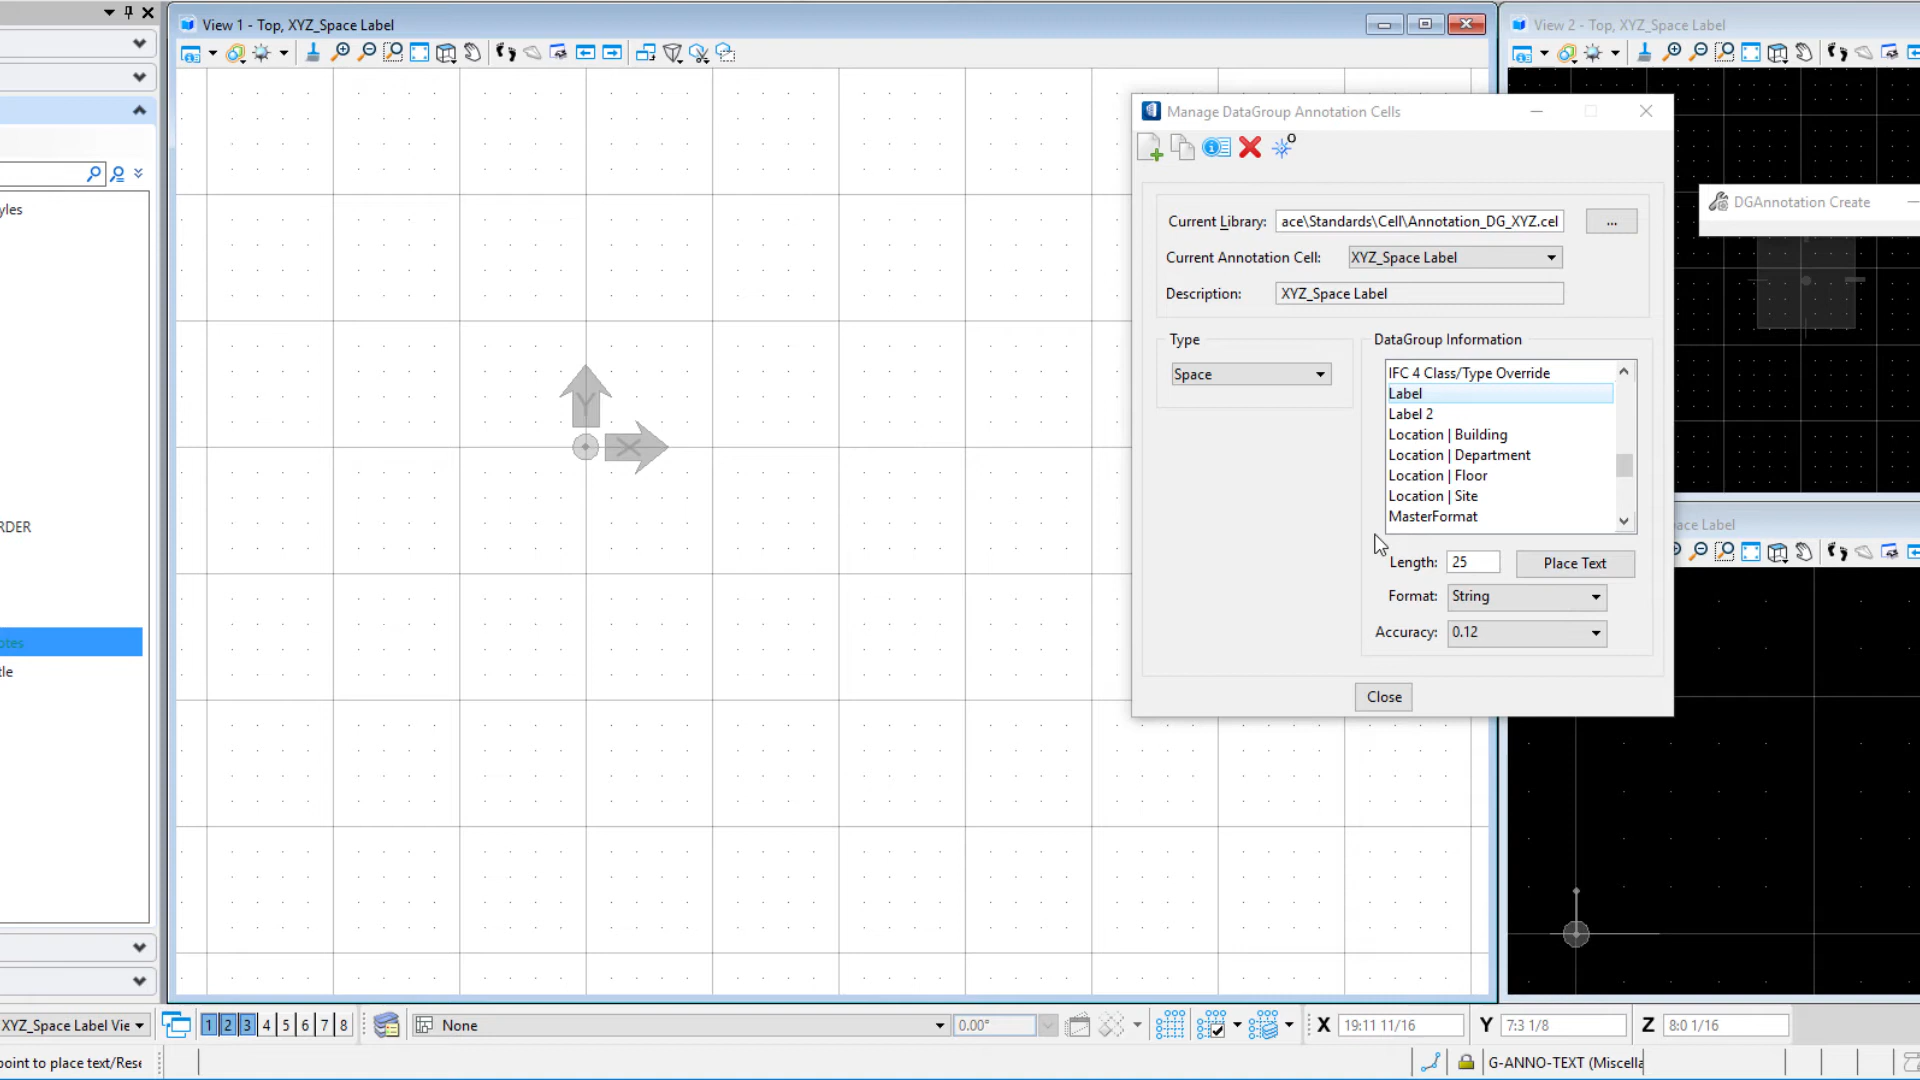 View 1 - Top, XYZ_Space Label
View 2 - Top, XYZ_Space Label
Manage DataGroup Annotation Cells
Current Library: ace\Standards\Cell\Annotation_DG_XYZ.cel ...
Current Annotation Cell: XYZ_Space Label
Description: XYZ_Space Label
Type
Space
DataGroup Information
IFC 4 Class/Type Override
Label
Label 2
Location | Building
Location | Department
Location | Floor
Location | Site
MasterFormat
Length: 25 Place Text
Format: String
Accuracy: 0.12
Close
DGAnnotation Create
ace Label
yles
RDER
otes
tle
Y
X
XYZ_Space Label Vie
1 2 3 4 5 6 7 8
None
0.00°
X 19:11 11/16 Y 7:3 1/8 Z 8:0 1/16
point to place text/Rese
G-ANNO-TEXT (Miscella